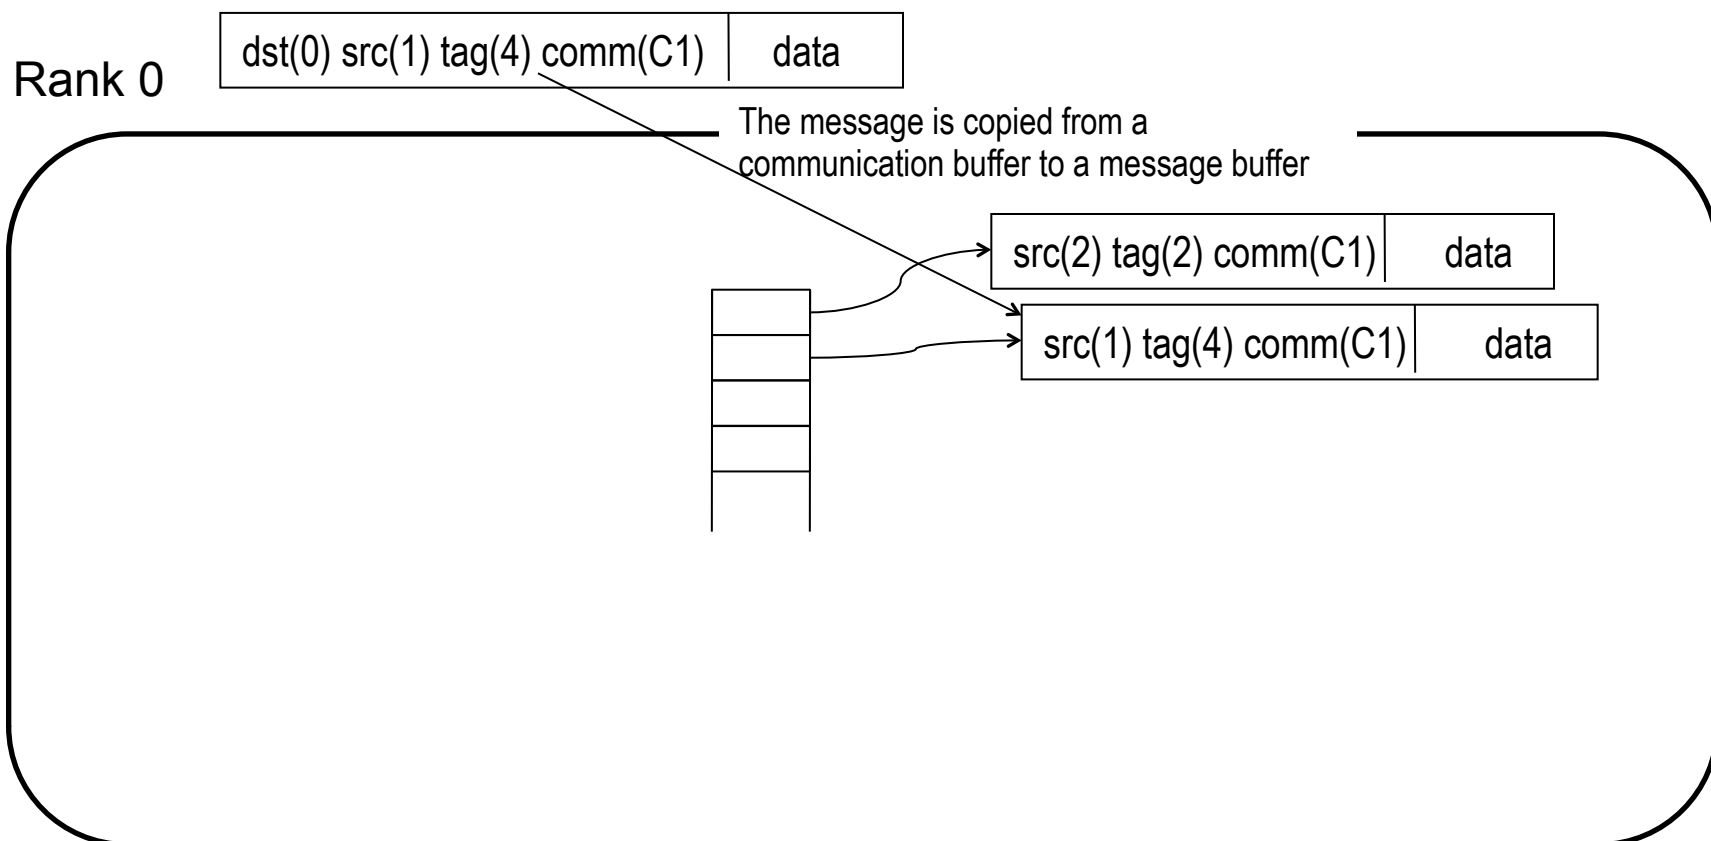 dst(0) src(1) tag(4) comm(C1) data
Rank 0
The message is copied from a
communication buffer to a message buffer
src(2) tag(2) comm(C1) data
src(1) tag(4) comm(C1) data